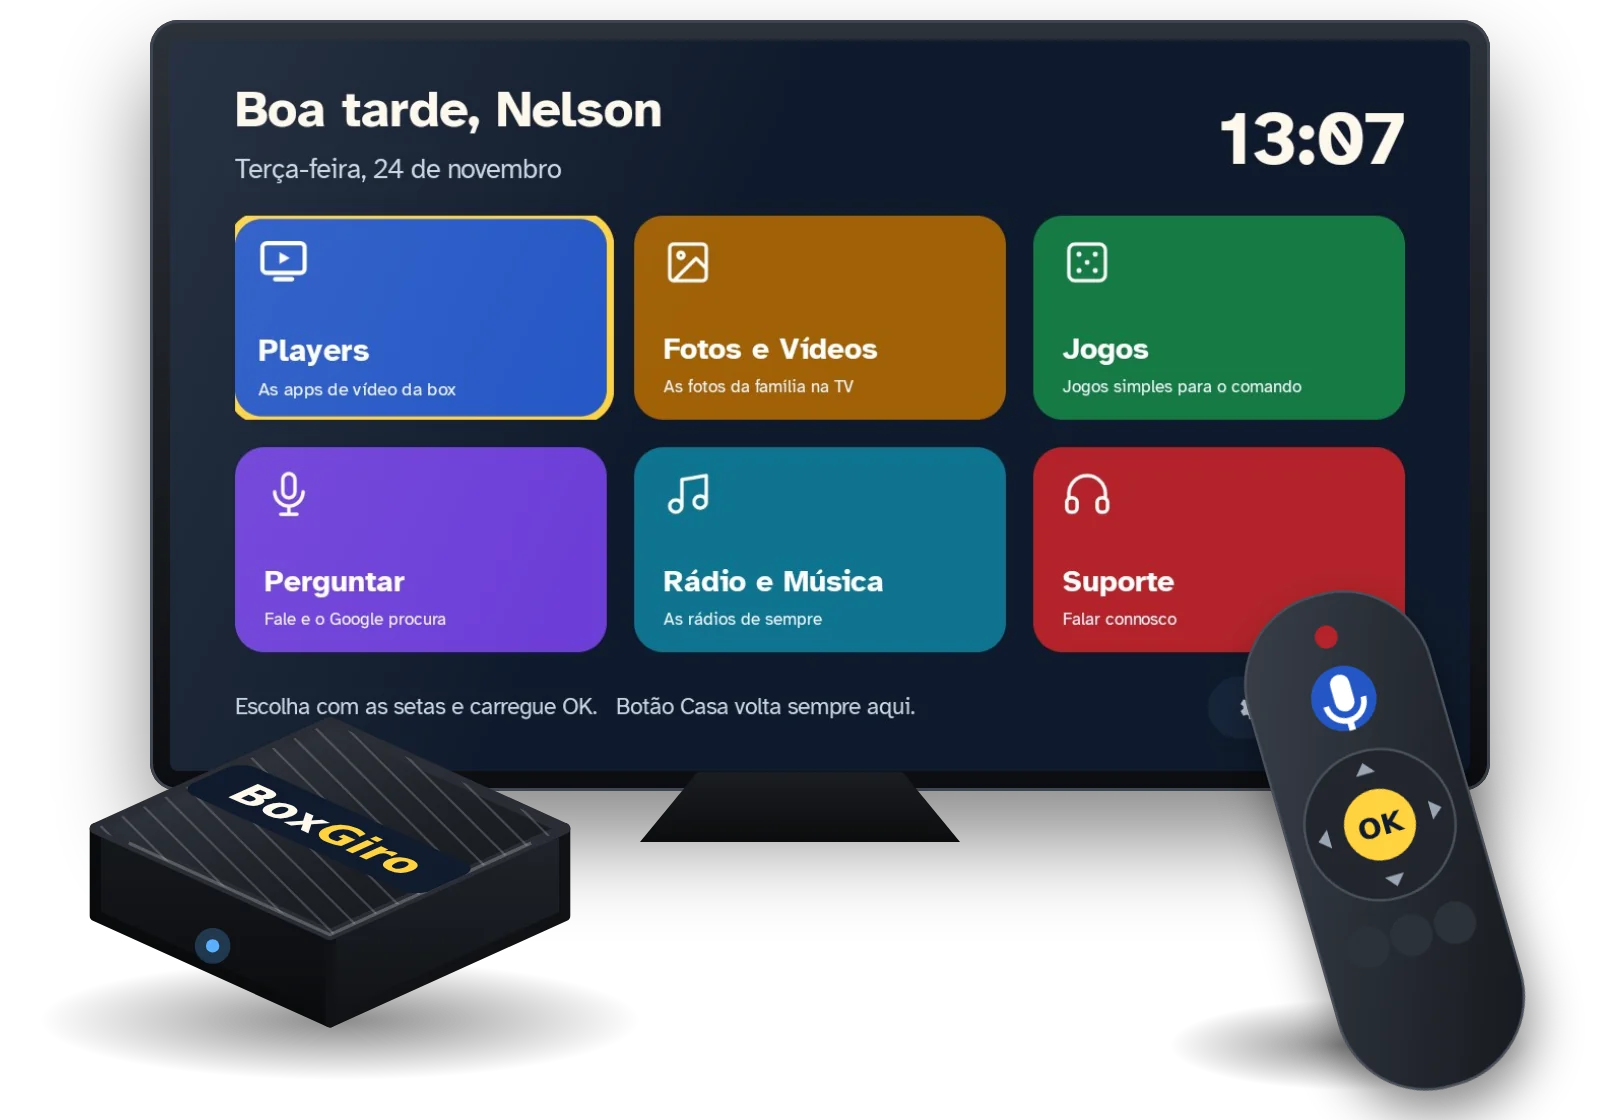 Boa tarde, Nelson
Terça-feira, 24 de novembro
13:07
Players
As apps de vídeo da box
Fotos e Vídeos
As fotos da família na TV
Jogos
Jogos simples para o comando
Perguntar
Fale e o Google procura
Rádio e Música
As rádios de sempre
Suporte
Falar connosco
Escolha com as setas e carregue OK. Botão Casa volta sempre aqui.
BoxGiro
OK